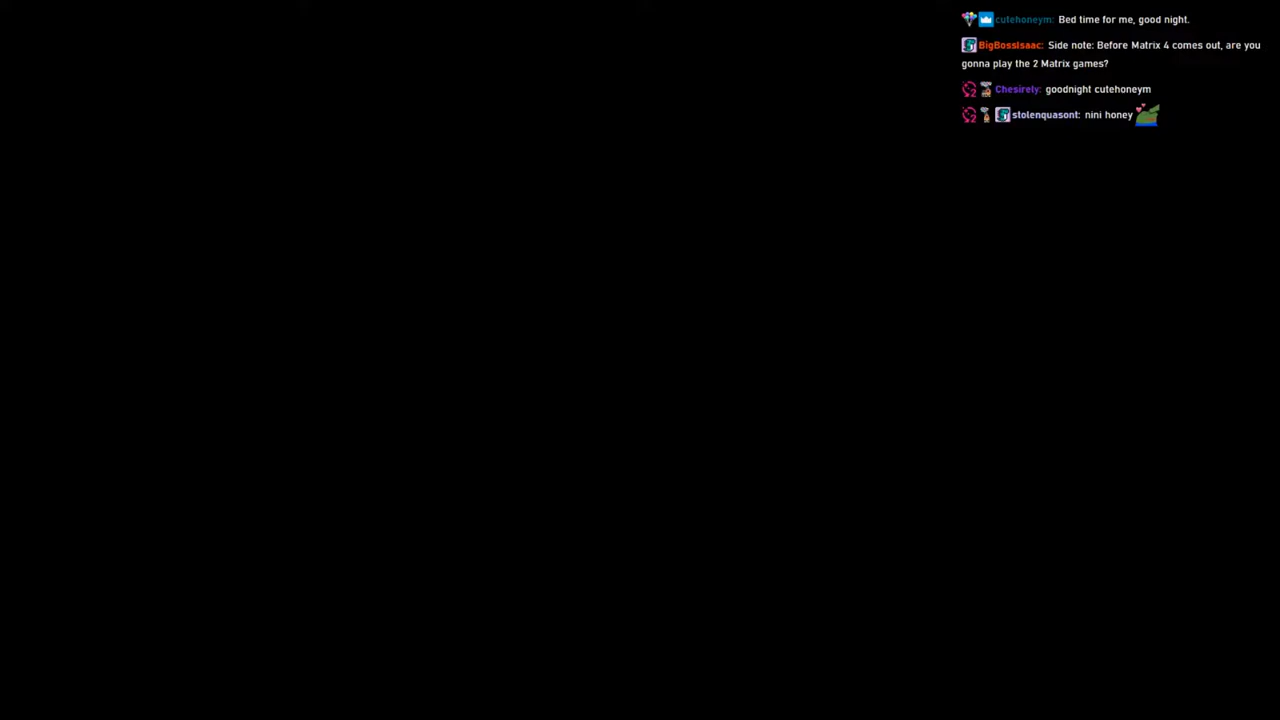 cutehoneym: Bed time for me, good night.
BigBossIsaac: Side note: Before Matrix 4 comes out, are you
gonna play the 2 Matrix games?
Chesirely: goodnight cutehoneym
stolenquasont: nini honey